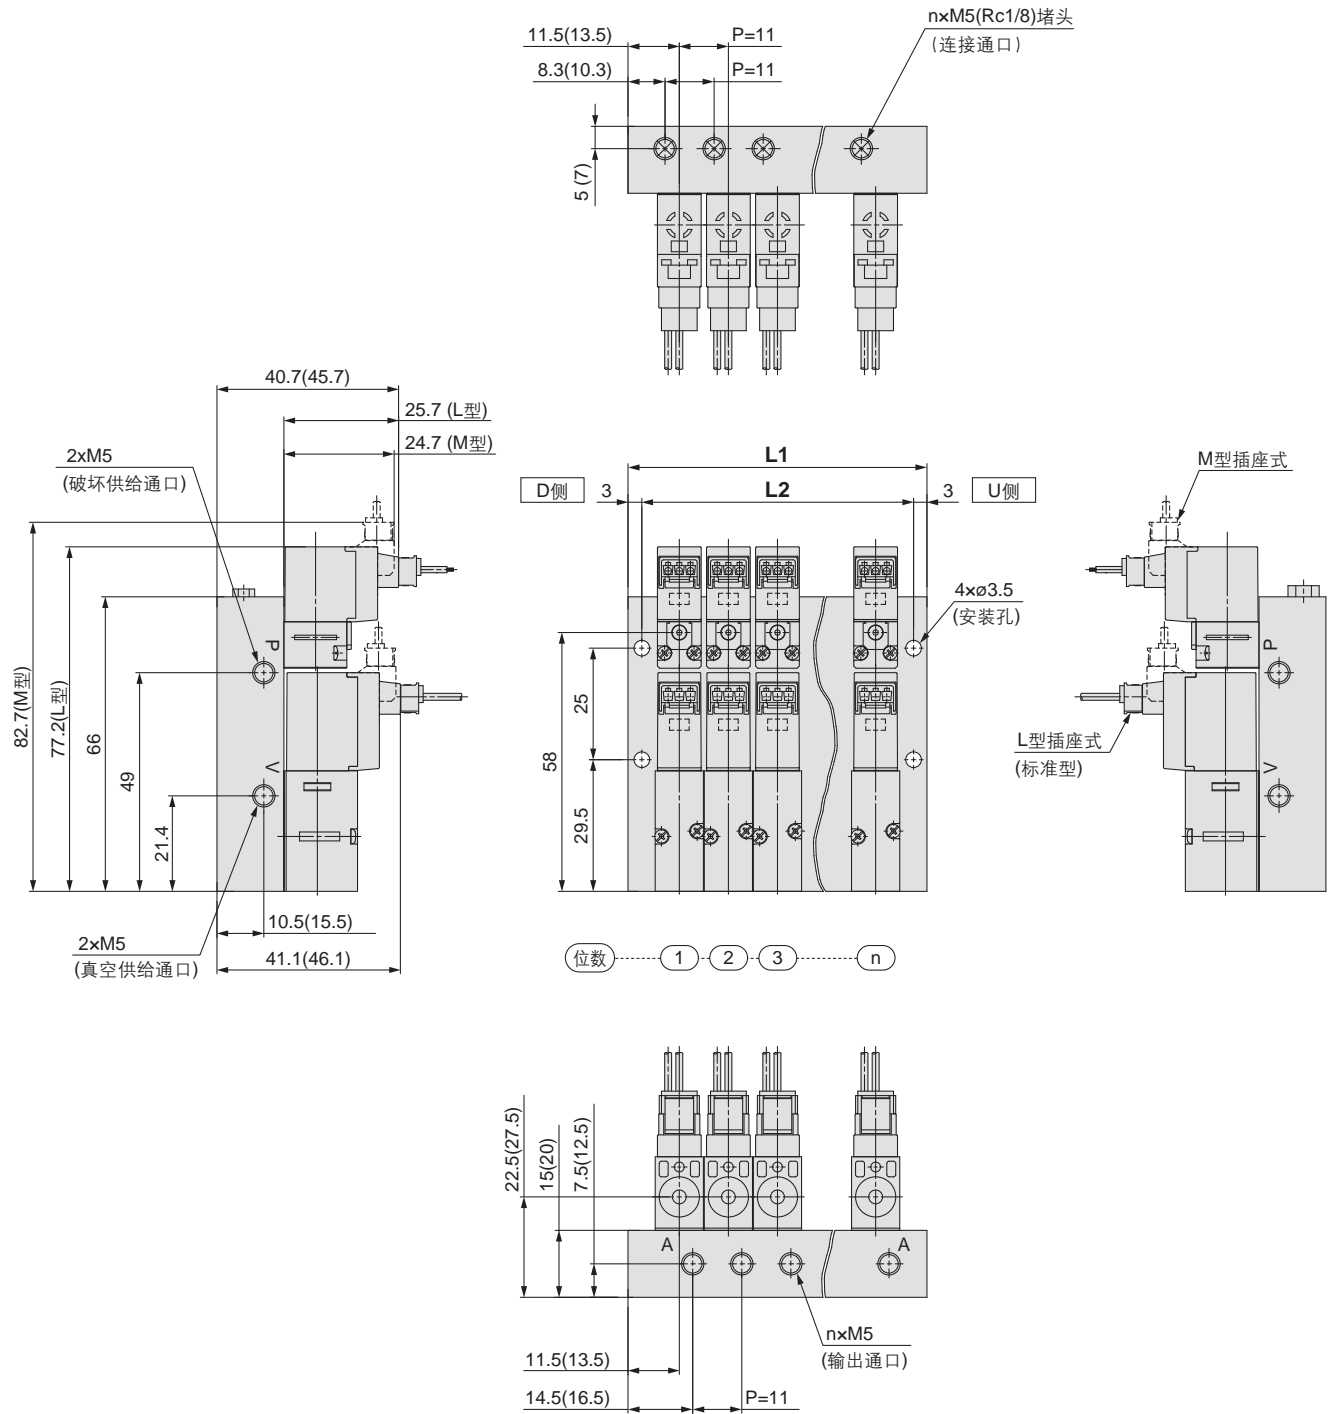 n×M5(Rc1/8)堵头
(连接通口)
11.5(13.5)
P=11
8.3(10.3)
P=11
5 (7)
40.7(45.7)
25.7 (L型)
24.7 (M型)
2xM5
(破坏供给通口)
82.7(M型)
77.2(L型)
66
49
21.4
P
V
10.5(15.5)
41.1(46.1)
2×M5
(真空供给通口)
L1
L2
D侧
3
3
U侧
4×ø3.5
(安装孔)
58
25
29.5
M型插座式
L型插座式
(标准型)
P
V
位数
1
2
3
n
22.5(27.5)
15(20)
7.5(12.5)
A
A
n×M5
(输出通口)
11.5(13.5)
14.5(16.5)
P=11